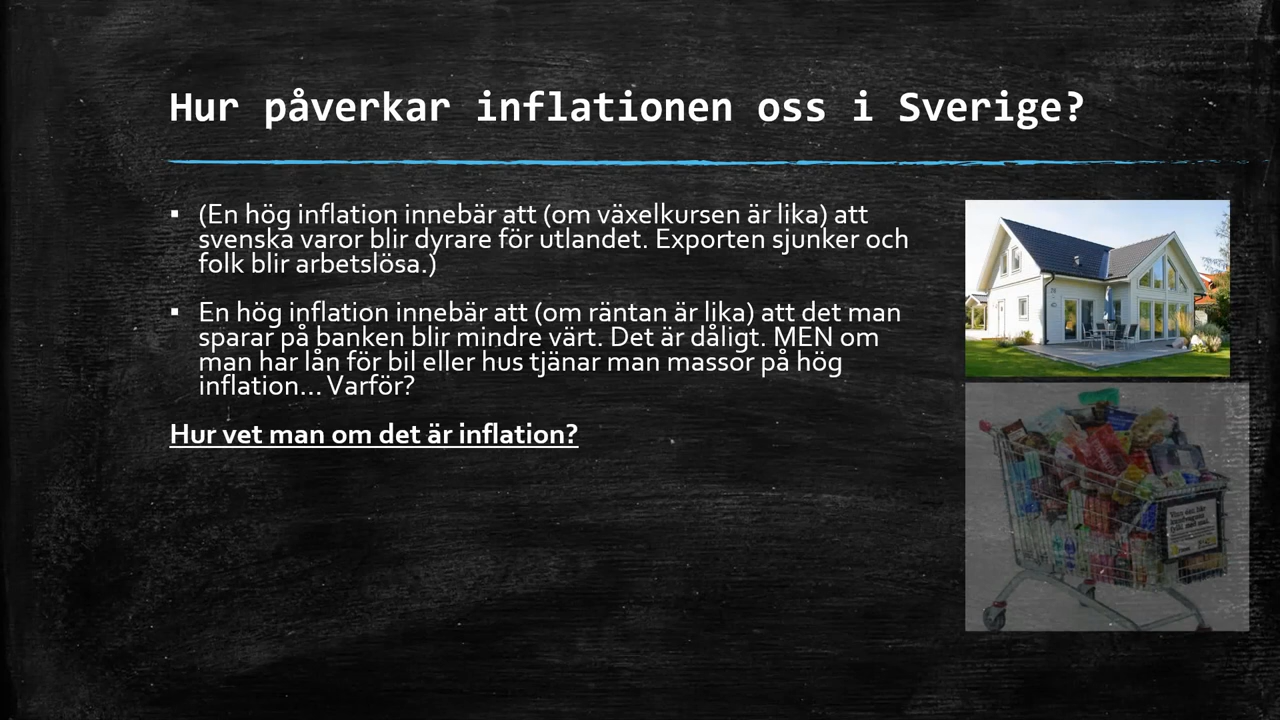 Hur påverkar inflationen oss i Sverige?
▪ (En hög inflation innebär att (om växelkursen är lika) att
svenska varor blir dyrare för utlandet. Exporten sjunker och
folk blir arbetslösa.)
▪ En hög inflation innebär att (om räntan är lika) att det man
sparar på banken blir mindre värt. Det är dåligt. MEN om
man har lån för bil eller hus tjänar man massor på hög
inflation... Varför?
Hur vet man om det är inflation?